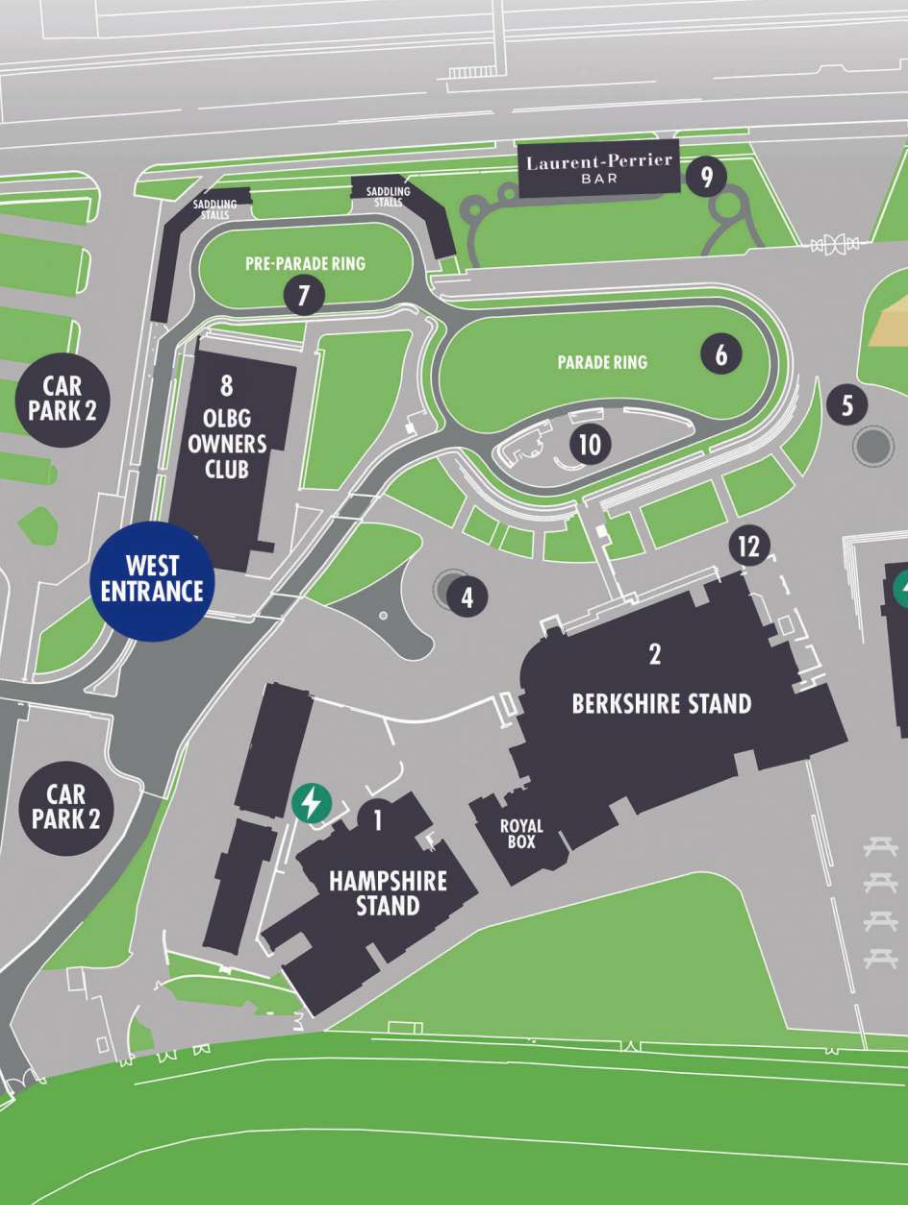 Laurent-Perrier
BAR
9
SADDLING
STALLS
SADDLING
STALLS
PRE-PARADE RING
7
PARADE RING
6
CAR
PARK 2
8
OLBG
OWNERS
CLUB
5
10
12
WEST
ENTRANCE
4
2
BERKSHIRE STAND
CAR
PARK 2
1
HAMPSHIRE
STAND
ROYAL
BOX